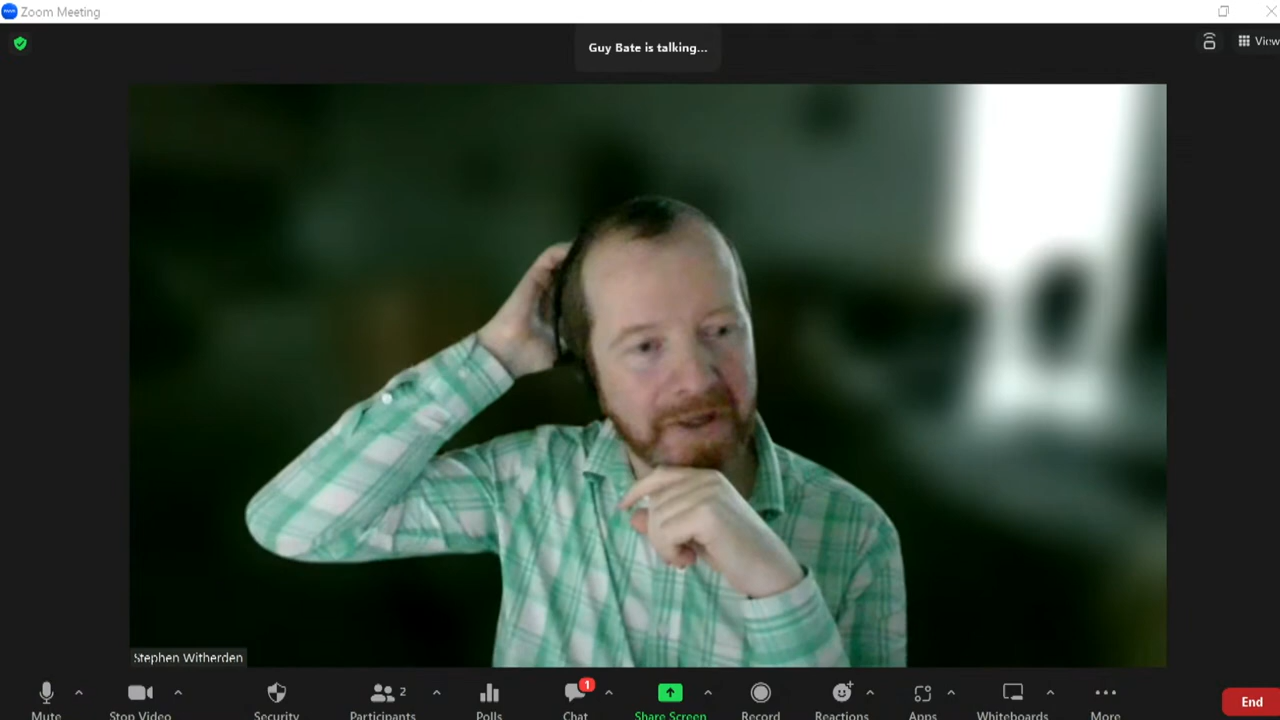 Zoom Meeting
Guy Bate is talking...
View
Stephen Witherden
Mute
Stop Video
Security
Participants
2
Polls
Chat
1
Share Screen
Record
Reactions
Apps
Whiteboards
More
End